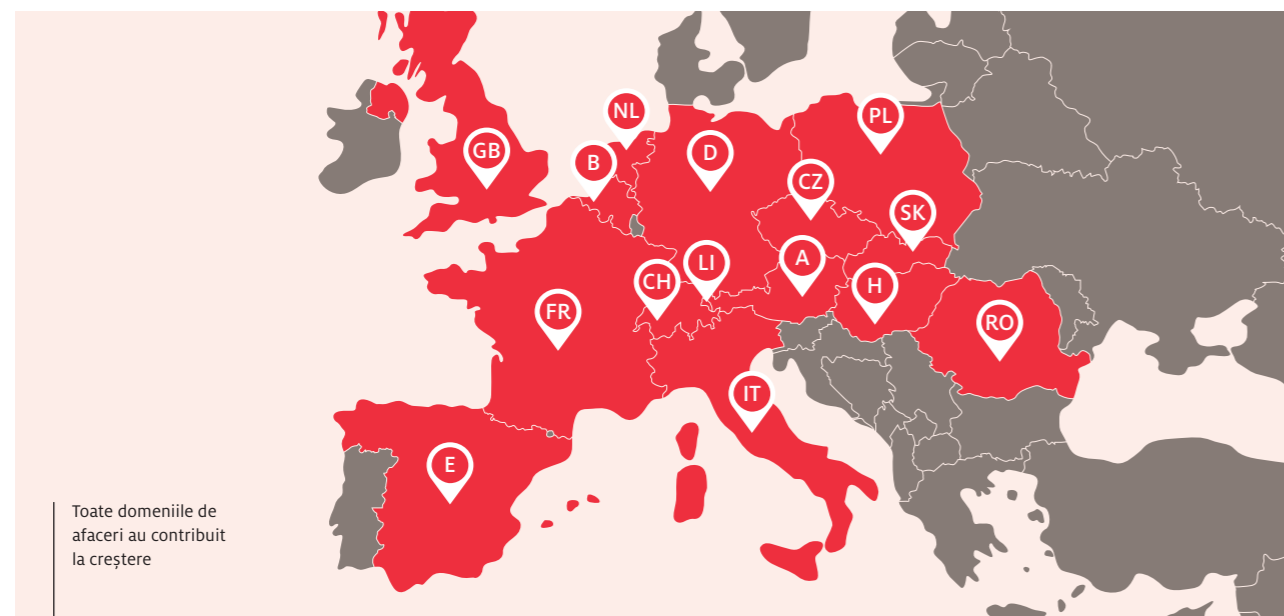 NL
PL
GB
B
D
CZ
SK
LI
A
CH
H
FR
RO
IT
E
Toate domeniile de
afaceri au contribuit
la creștere